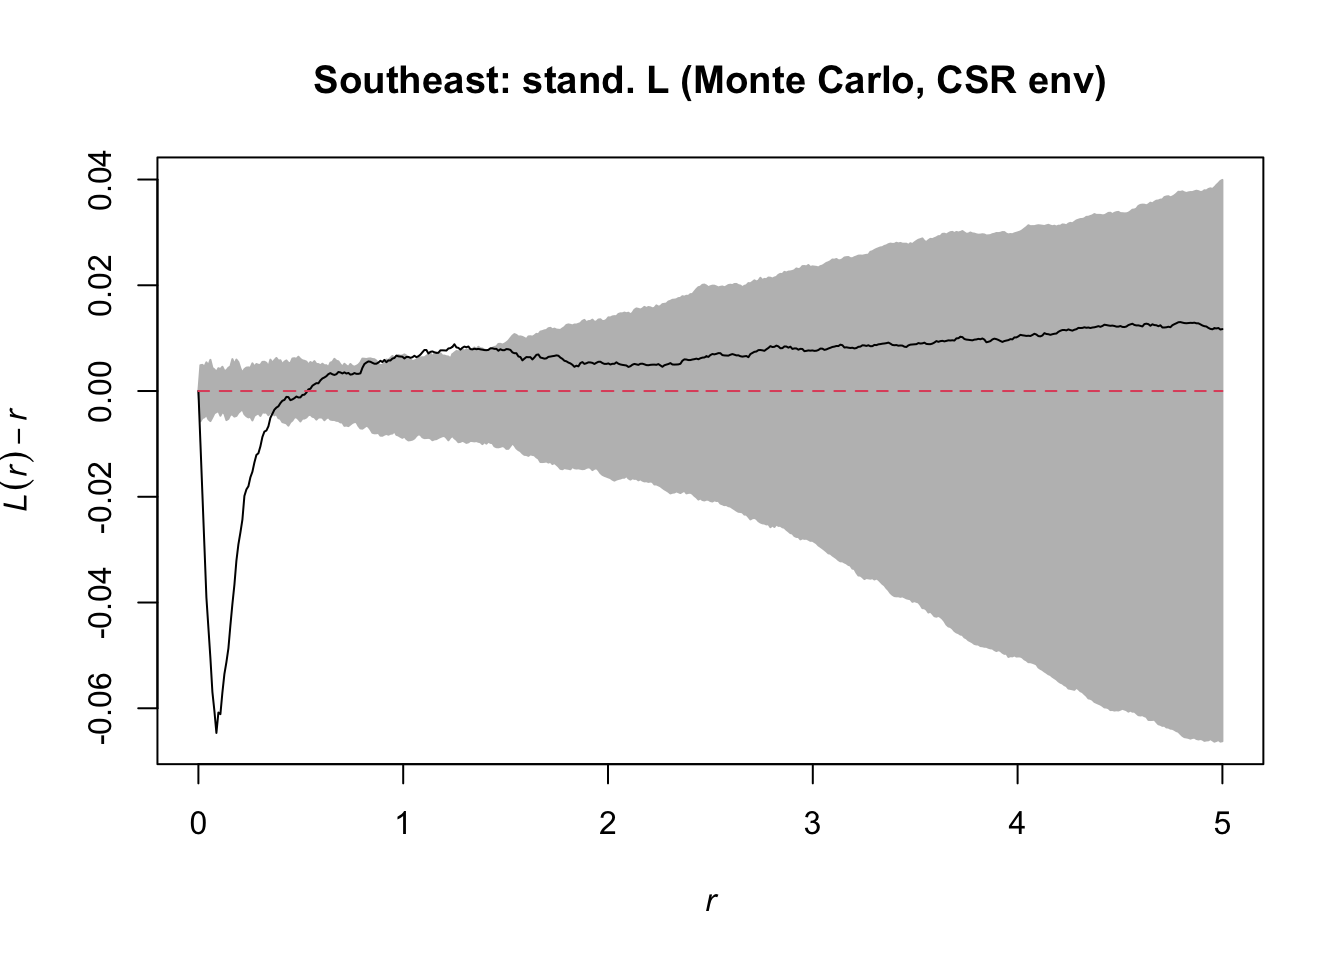 Southeast: stand. L (Monte Carlo, CSR env)
0.04
0.02
0.00
-0.02
-0.04
-0.06
L(r) − r
0 1 2 3 4 5
r